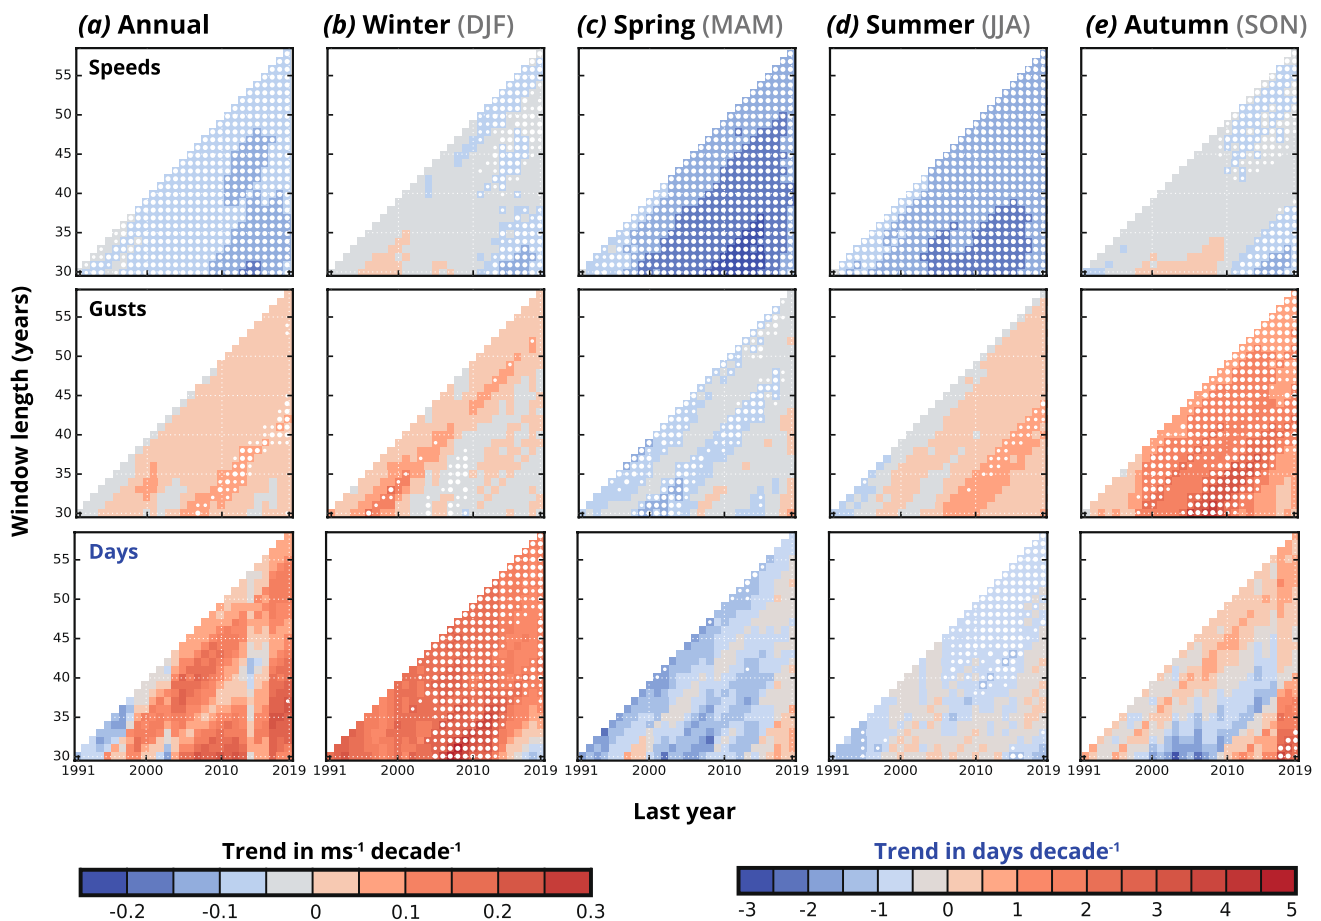 (a) Annual (b) Winter (DJF) (c) Spring (MAM) (d) Summer (JJA) (e) Autumn (SON)
Speeds
55
50
45
40
35
30
Gusts
55
50
45
40
35
30
Window length (years)
Days
55
50
45
40
35
30
1991 2000 2010 2019 1991 2000 2010 2019 1991 2000 2010 2019 1991 2000 2010 2019 1991 2000 2010 2019
Last year
Trend in ms⁻¹ decade⁻¹ Trend in days decade⁻¹
-0.2 -0.1 0 0.1 0.2 0.3 -3 -2 -1 0 1 2 3 4 5